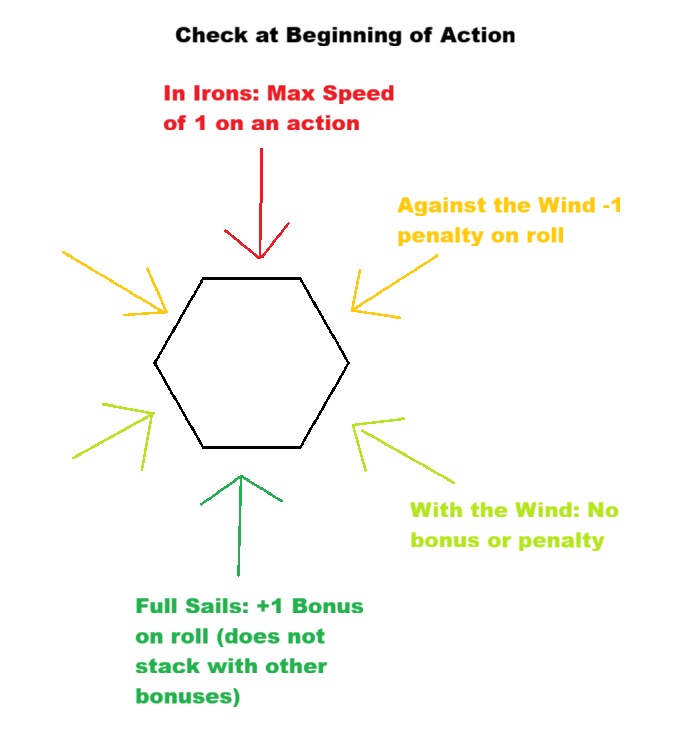 Check at Beginning of Action
In Irons: Max Speed
of 1 on an action
Against the Wind -1
penalty on roll
With the Wind: No
bonus or penalty
Full Sails: +1 Bonus
on roll (does not
stack with other
bonuses)